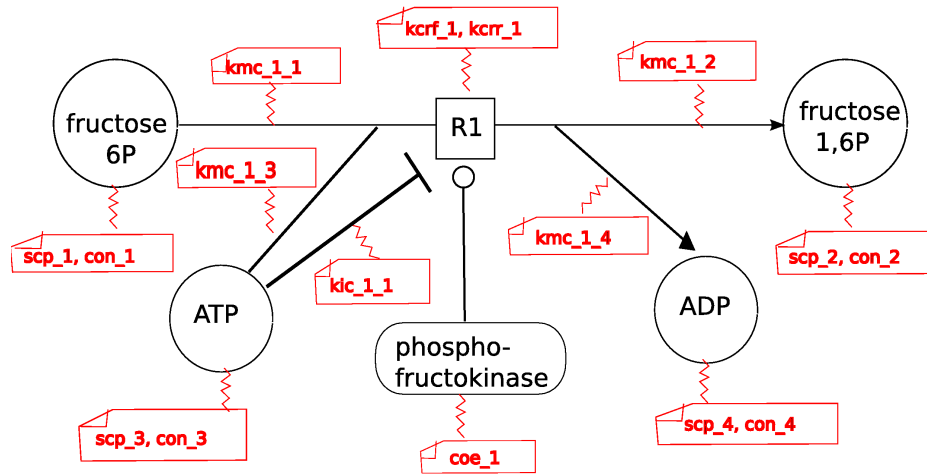 kcrf_1, kcrr_1
kmc_1_1
kmc_1_2
fructose
6P
R1
fructose
1,6P
kmc_1_3
kmc_1_4
scp_1, con_1
scp_2, con_2
kic_1_1
ATP
ADP
phospho-
fructokinase
scp_3, con_3
scp_4, con_4
coe_1